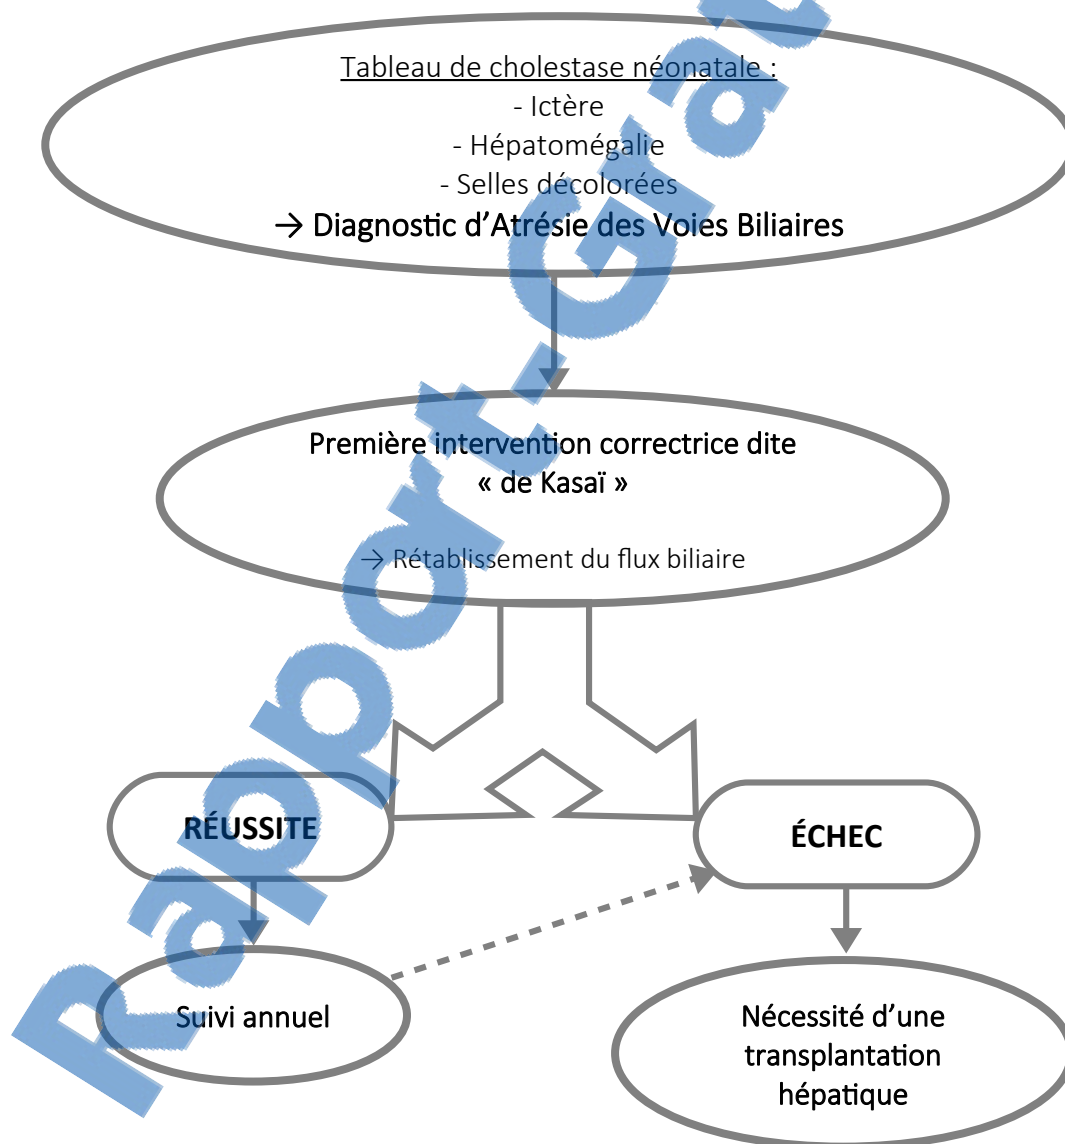 Tableau de cholestase néonatale :
- Ictère
- Hépatomégalie
- Selles décolorées
→ Diagnostic d'Atrésie des Voies Biliaires
Première intervention correctrice dite
« de Kasaï »
→ Rétablissement du flux biliaire
RÉUSSITE
ÉCHEC
Suivi annuel
Nécessité d'une
transplantation
hépatique
Rapport-Grat